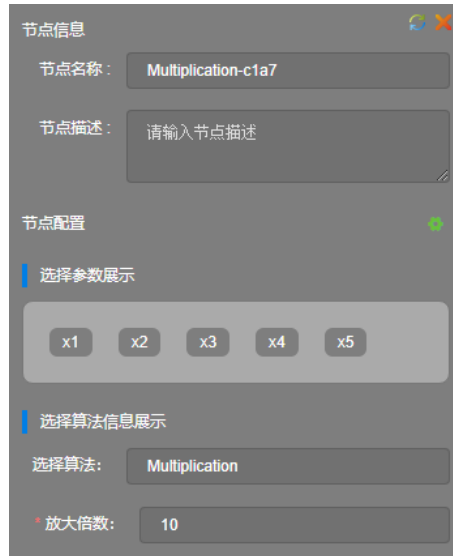 节点信息
节点名称 : Multiplication-c1a7
节点描述 : 请输入节点描述
节点配置
选择参数展示
x1 x2 x3 x4 x5
选择算法信息展示
选择算法: Multiplication
* 放大倍数: 10